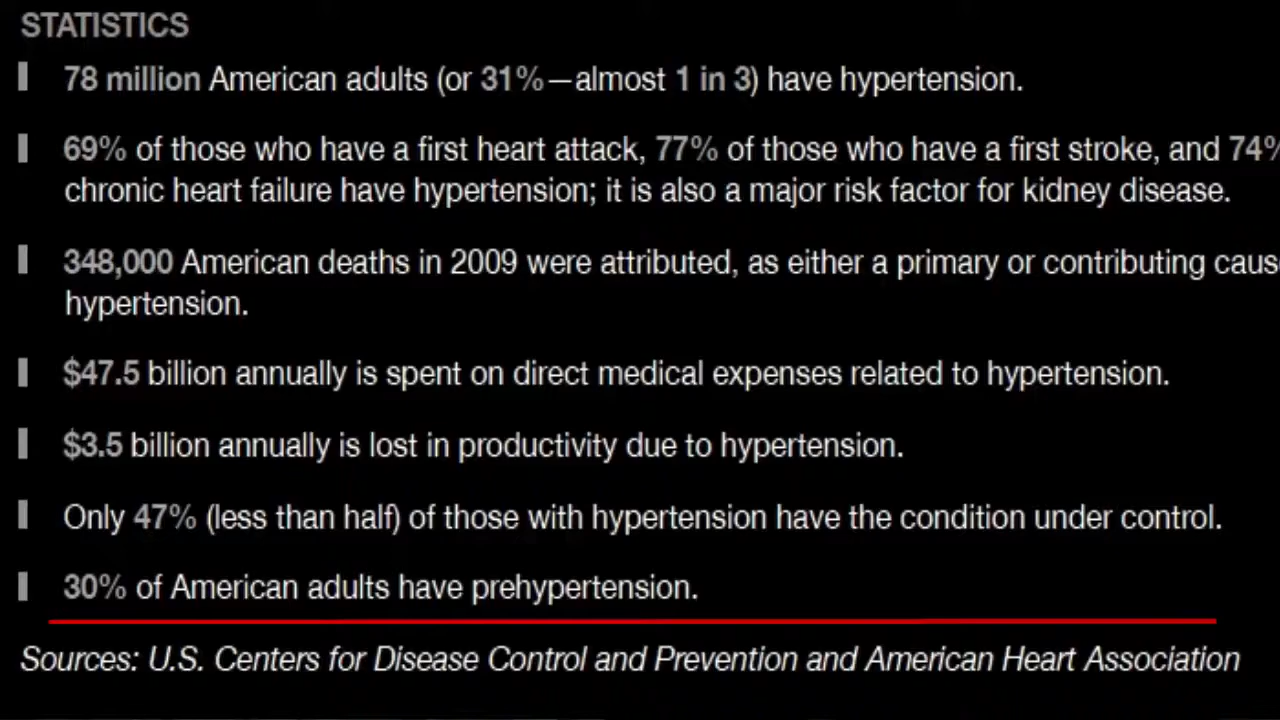 STATISTICS
78 million American adults (or 31%—almost 1 in 3) have hypertension.
69% of those who have a first heart attack, 77% of those who have a first stroke, and 74%
chronic heart failure have hypertension; it is also a major risk factor for kidney disease.
348,000 American deaths in 2009 were attributed, as either a primary or contributing caus
hypertension.
$47.5 billion annually is spent on direct medical expenses related to hypertension.
$3.5 billion annually is lost in productivity due to hypertension.
Only 47% (less than half) of those with hypertension have the condition under control.
30% of American adults have prehypertension.
Sources: U.S. Centers for Disease Control and Prevention and American Heart Association